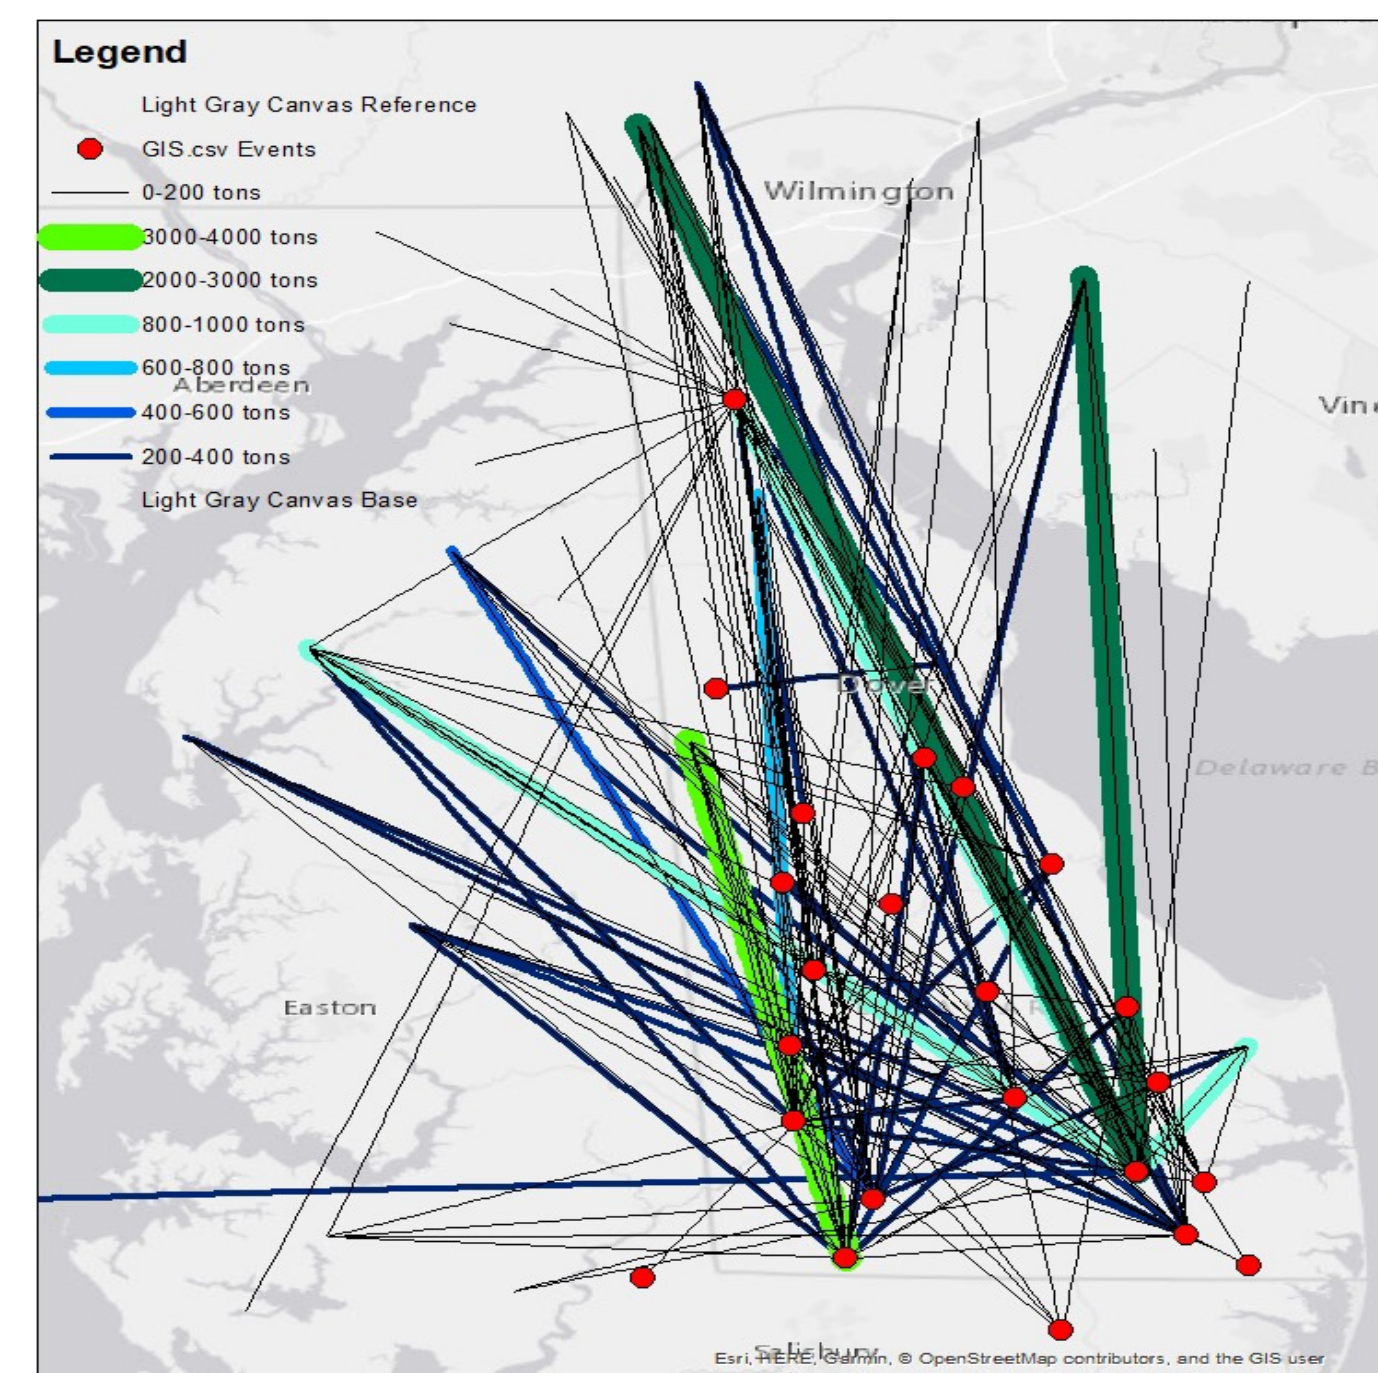 Legend
Light Gray Canvas Reference
GIS.csv Events
0-200 tons
3000-4000 tons
2000-3000 tons
800-1000 tons
600-800 tons
400-600 tons
200-400 tons
Light Gray Canvas Base
Wilmington
Aberdeen
Vin
Dover
Delaware B
Easton
Salisbury
Esri, HERE, Garmin, © OpenStreetMap contributors, and the GIS user